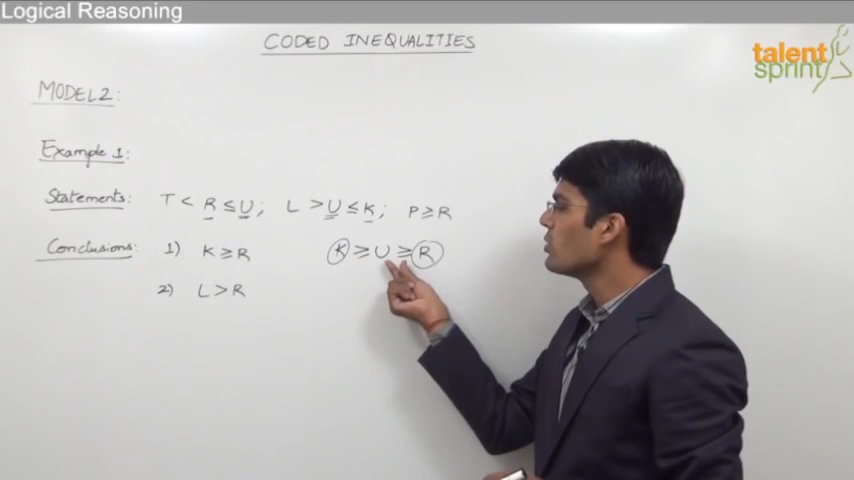 Logical Reasoning
CODED INEQUALITIES
talent
sprint
MODEL2:
Example 1:
Statements: T < R ≤ U; L > U ≤ K; P ≥ R
Conclusions: 1) K ≥ R K ≥ U ≥ R
2) L > R